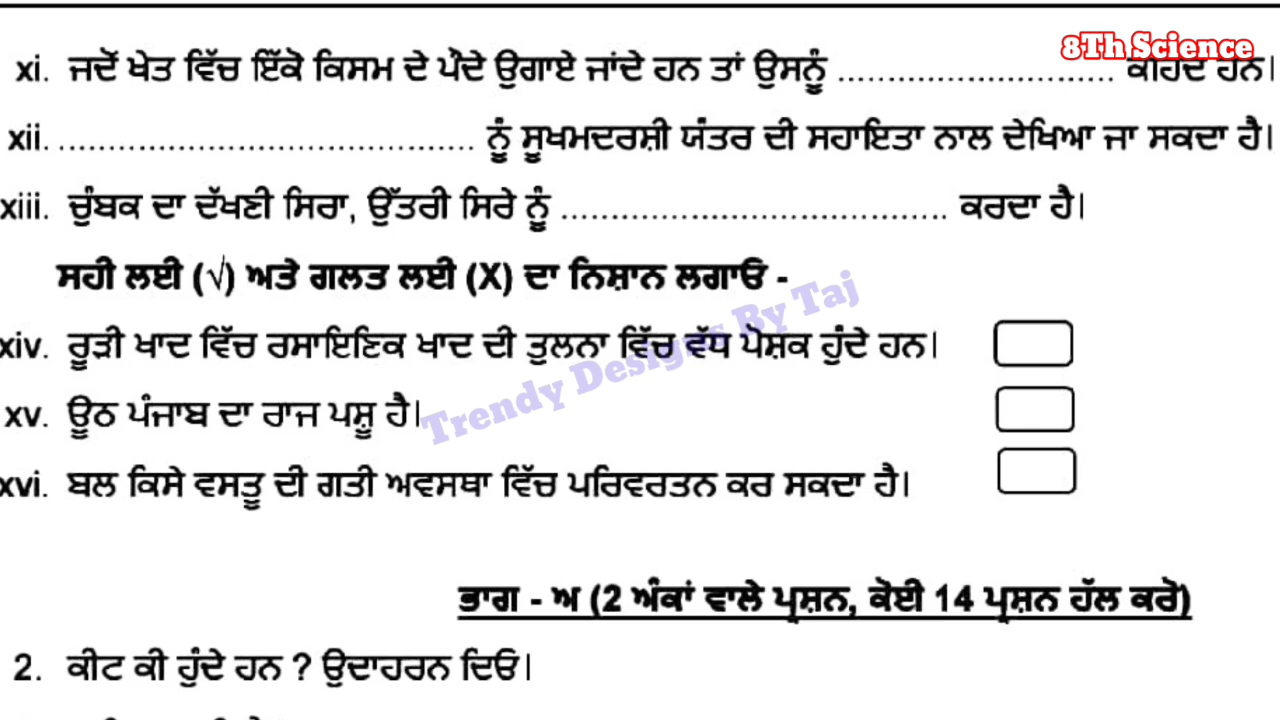 8Th Science
xi. ਜਦੋਂ ਖੇਤ ਵਿੱਚ ਇੱਕੋ ਕਿਸਮ ਦੇ ਪੌਦੇ ਉਗਾਏ ਜਾਂਦੇ ਹਨ ਤਾਂ ਉਸਨੂੰ ............................ ਕਹਿੰਦੇ ਹਨ।
xii. .......................................... ਨੂੰ ਸੂਖਮਦਰਸ਼ੀ ਯੰਤਰ ਦੀ ਸਹਾਇਤਾ ਨਾਲ ਦੇਖਿਆ ਜਾ ਸਕਦਾ ਹੈ।
xiii. ਚੁੰਬਕ ਦਾ ਦੱਖਣੀ ਸਿਰਾ, ਉੱਤਰੀ ਸਿਰੇ ਨੂੰ ....................................... ਕਰਦਾ ਹੈ।
ਸਹੀ ਲਈ (√) ਅਤੇ ਗਲਤ ਲਈ (X) ਦਾ ਨਿਸ਼ਾਨ ਲਗਾਓ -
xiv. ਰੂੜੀ ਖਾਦ ਵਿੱਚ ਰਸਾਇਣਿਕ ਖਾਦ ਦੀ ਤੁਲਨਾ ਵਿੱਚ ਵੱਧ ਪੋਸ਼ਕ ਹੁੰਦੇ ਹਨ।
xv. ਊਠ ਪੰਜਾਬ ਦਾ ਰਾਜ ਪਸ਼ੂ ਹੈ।
Trendy Designs By Taj
xvi. ਬਲ ਕਿਸੇ ਵਸਤੂ ਦੀ ਗਤੀ ਅਵਸਥਾ ਵਿੱਚ ਪਰਿਵਰਤਨ ਕਰ ਸਕਦਾ ਹੈ।
ਭਾਗ - ਅ (2 ਅੰਕਾਂ ਵਾਲੇ ਪ੍ਰਸ਼ਨ, ਕੋਈ 14 ਪ੍ਰਸ਼ਨ ਹੱਲ ਕਰੋ)
2. ਕੀਟ ਕੀ ਹੁੰਦੇ ਹਨ ? ਉਦਾਹਰਨ ਦਿਓ।